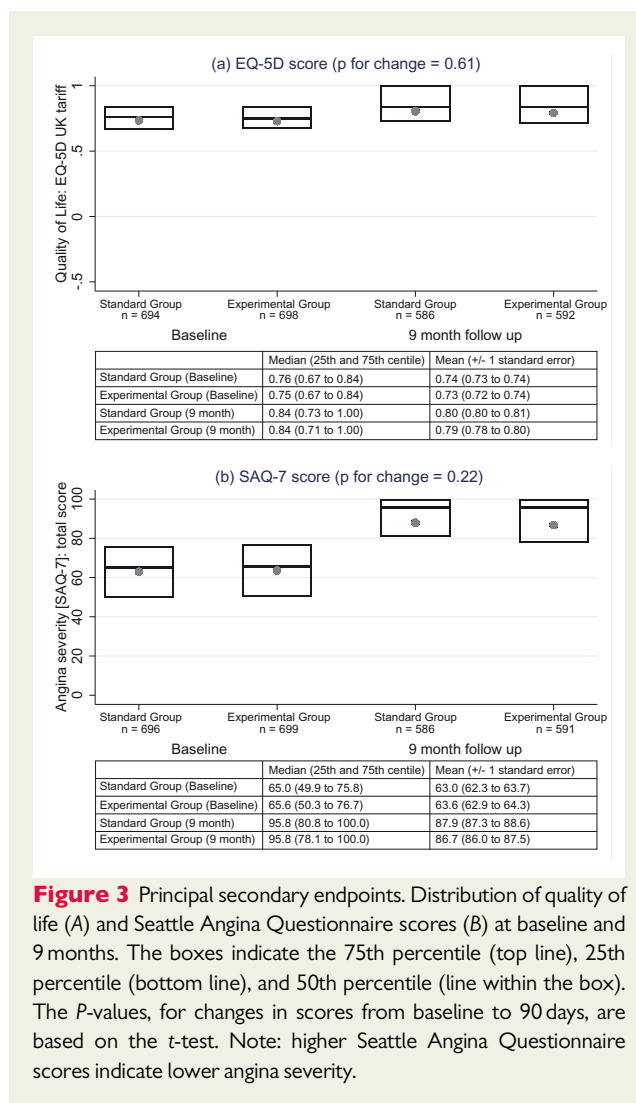 (a) EQ-5D score (p for change = 0.61)
Quality of Life: EQ-5D UK tariff
1
.5
0
-.5
Standard Group Experimental Group Standard Group Experimental Group
n = 694 n = 698 n = 586 n = 592
Baseline 9 month follow up
Median (25th and 75th centile) Mean (+/- 1 standard error)
Standard Group (Baseline) 0.76 (0.67 to 0.84) 0.74 (0.73 to 0.74)
Experimental Group (Baseline) 0.75 (0.67 to 0.84) 0.73 (0.72 to 0.74)
Standard Group (9 month) 0.84 (0.73 to 1.00) 0.80 (0.80 to 0.81)
Experimental Group (9 month) 0.84 (0.71 to 1.00) 0.79 (0.78 to 0.80)
(b) SAQ-7 score (p for change = 0.22)
Angina severity [SAQ-7]: total score
100
80
60
40
20
0
Standard Group Experimental Group Standard Group Experimental Group
n = 696 n = 699 n = 586 n = 591
Baseline 9 month follow up
Median (25th and 75th centile) Mean (+/- 1 standard error)
Standard Group (Baseline) 65.0 (49.9 to 75.8) 63.0 (62.3 to 63.7)
Experimental Group (Baseline) 65.6 (50.3 to 76.7) 63.6 (62.9 to 64.3)
Standard Group (9 month) 95.8 (80.8 to 100.0) 87.9 (87.3 to 88.6)
Experimental Group (9 month) 95.8 (78.1 to 100.0) 86.7 (86.0 to 87.5)
Figure 3 Principal secondary endpoints. Distribution of quality of
life (A) and Seattle Angina Questionnaire scores (B) at baseline and
9 months. The boxes indicate the 75th percentile (top line), 25th
percentile (bottom line), and 50th percentile (line within the box).
The P-values, for changes in scores from baseline to 90 days, are
based on the t-test. Note: higher Seattle Angina Questionnaire
scores indicate lower angina severity.